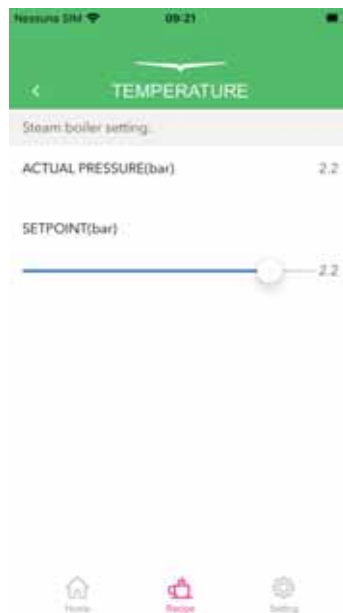 Nessuna SIM 09:21
TEMPERATURE
Steam boiler setting.
ACTUAL PRESSURE(bar) 2.2
SETPOINT(bar)
2.2
Home Recipe Setting